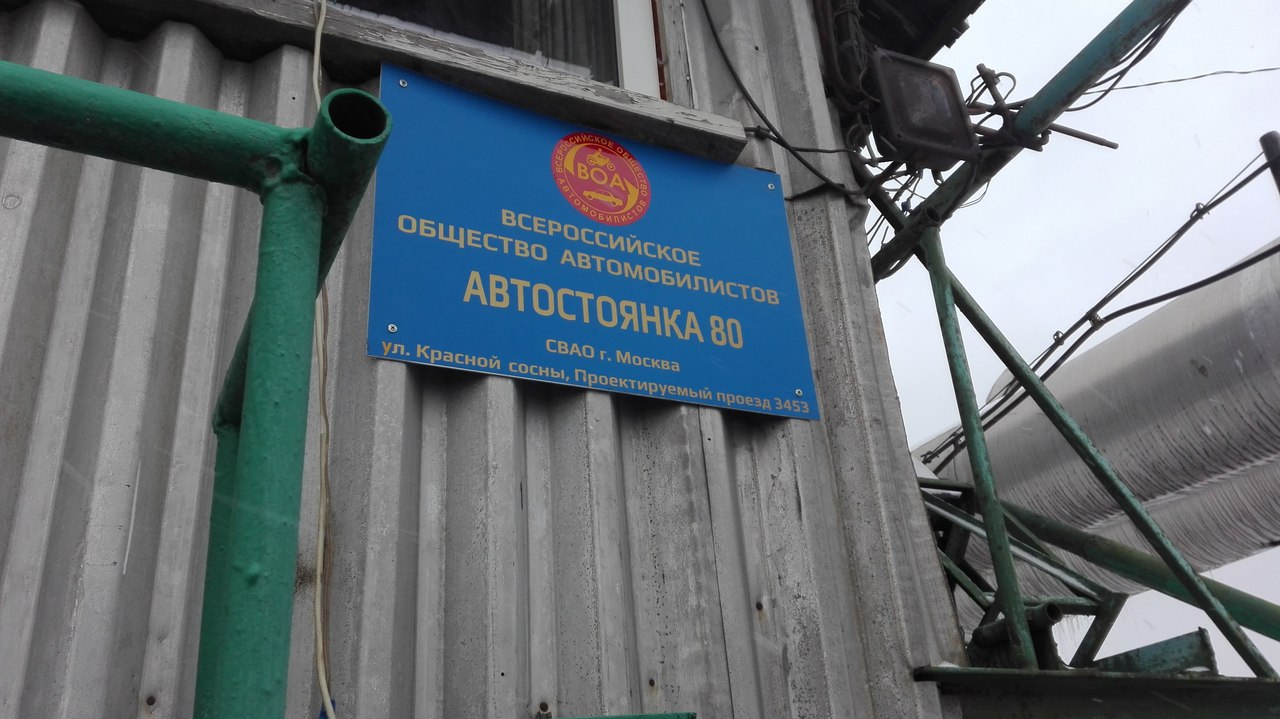 ВСЕРОССИЙСКОЕ ОБЩЕСТВО
ВОА
АВТОМОБИЛИСТОВ
ВСЕРОССИЙСКОЕ
ОБЩЕСТВО АВТОМОБИЛИСТОВ
АВТОСТОЯНКА 80
СВАО г. Москва
ул. Красной сосны, Проектируемый проезд 3453